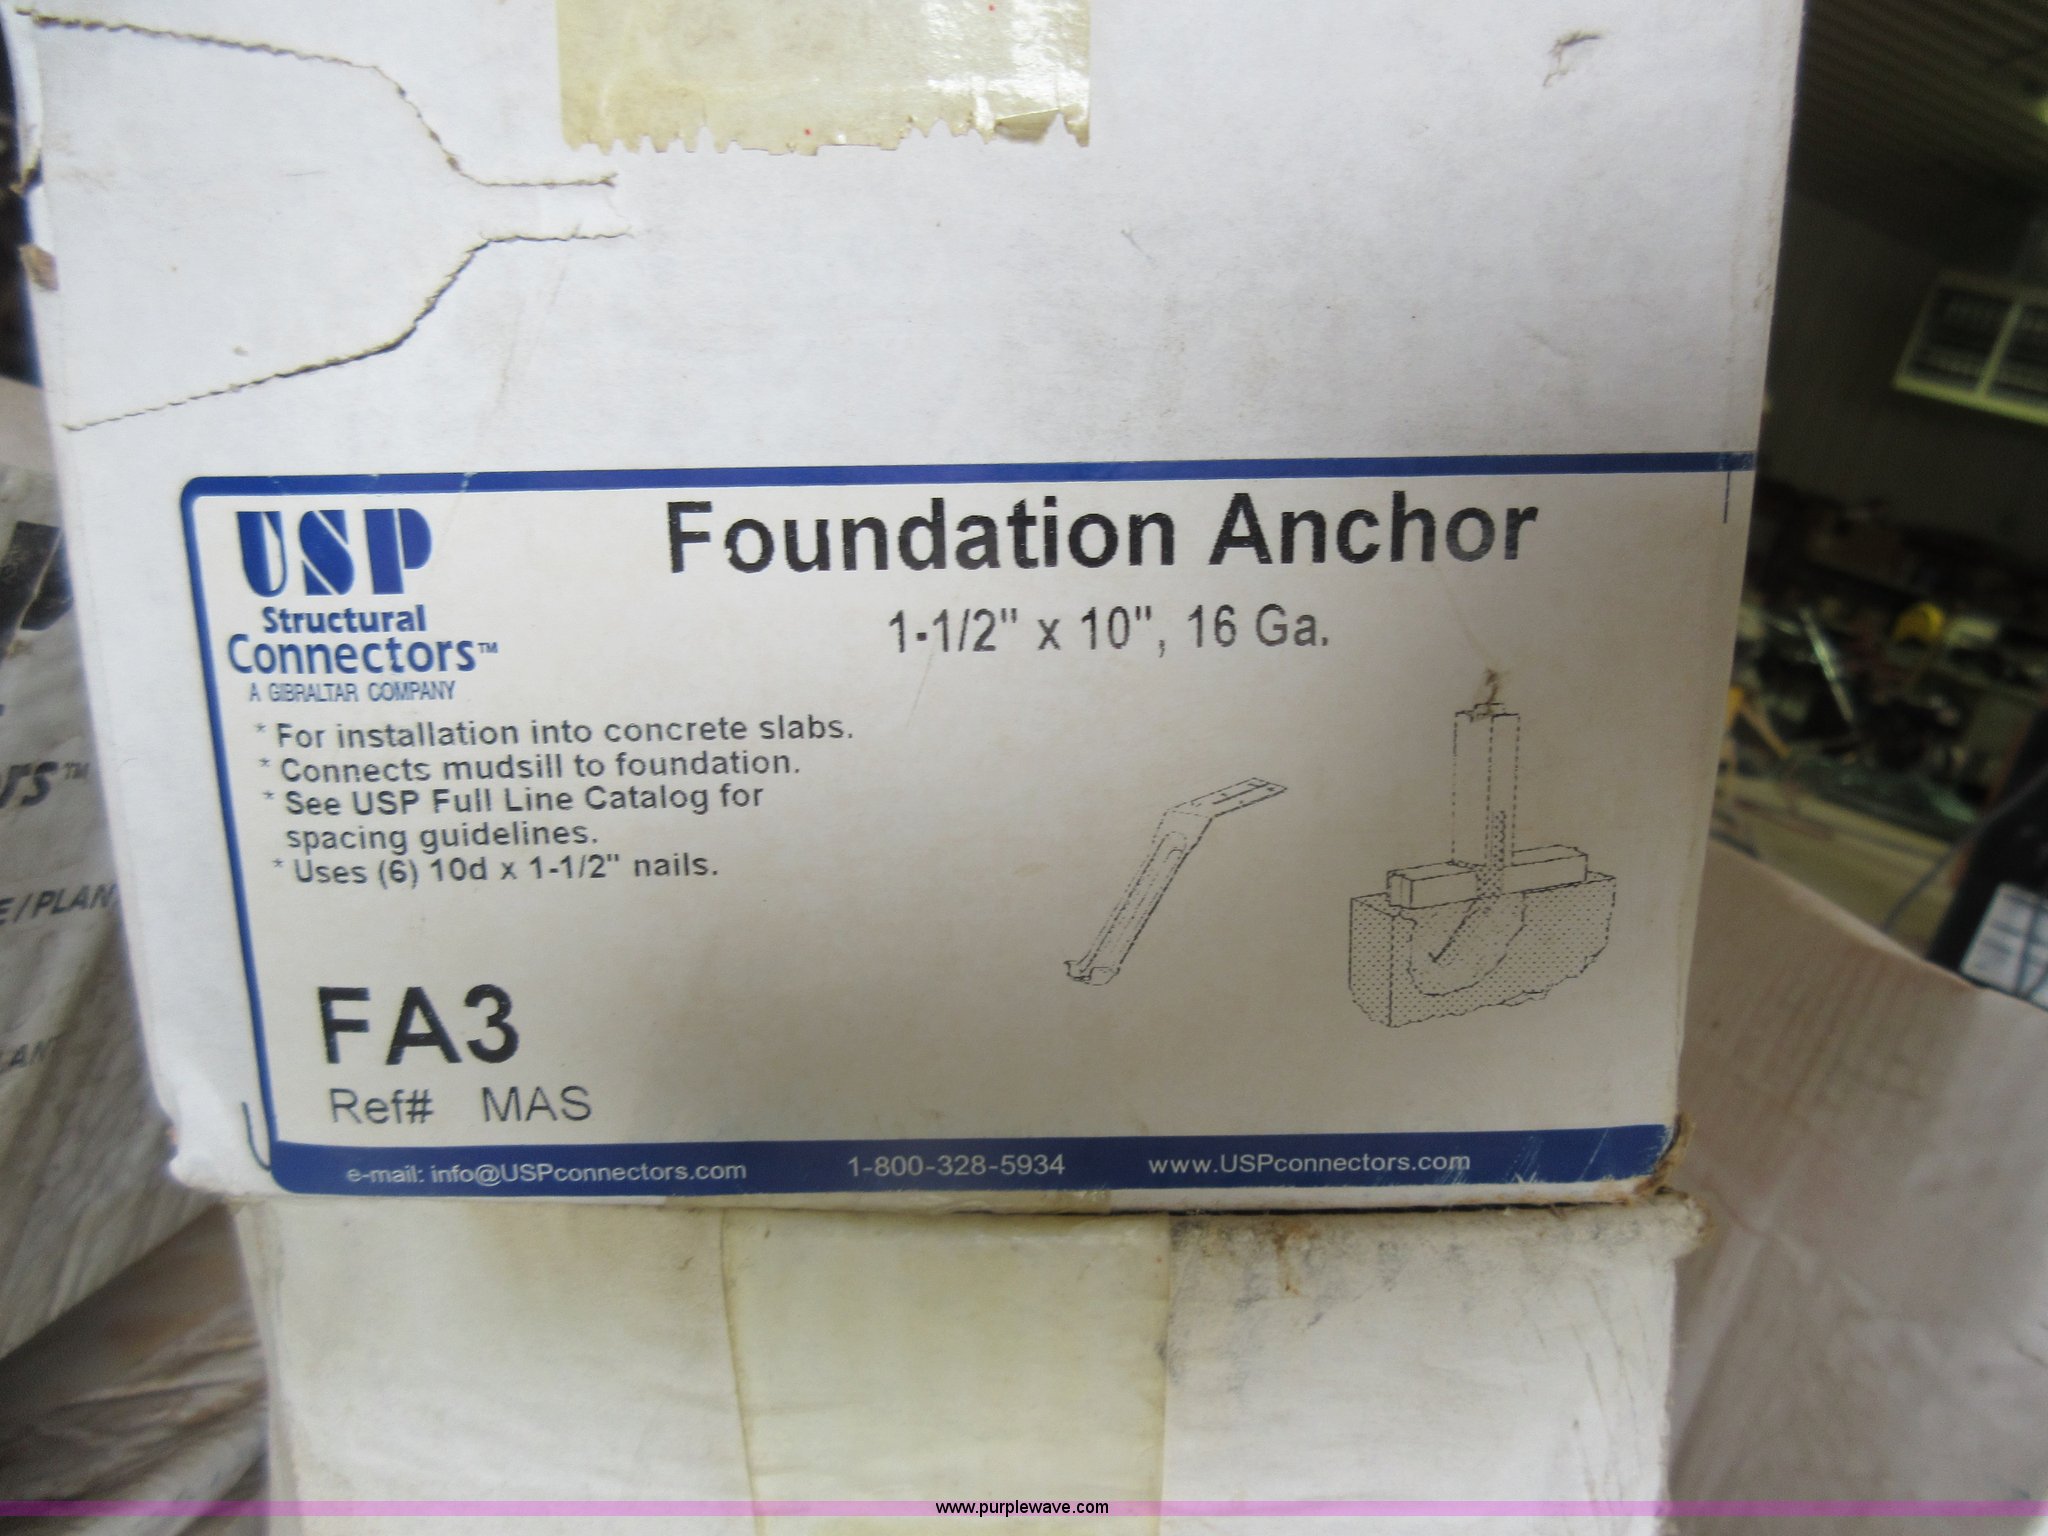 USP
Structural
Connectors™
A GIBRALTAR COMPANY
Foundation Anchor
1-1/2" x 10", 16 Ga.
* For installation into concrete slabs.
* Connects mudsill to foundation.
* See USP Full Line Catalog for
spacing guidelines.
* Uses (6) 10d x 1-1/2" nails.
FA3
Ref# MAS
e-mail: info@USPconnectors.com 1-800-328-5934 www.USPconnectors.com
www.purplewave.com